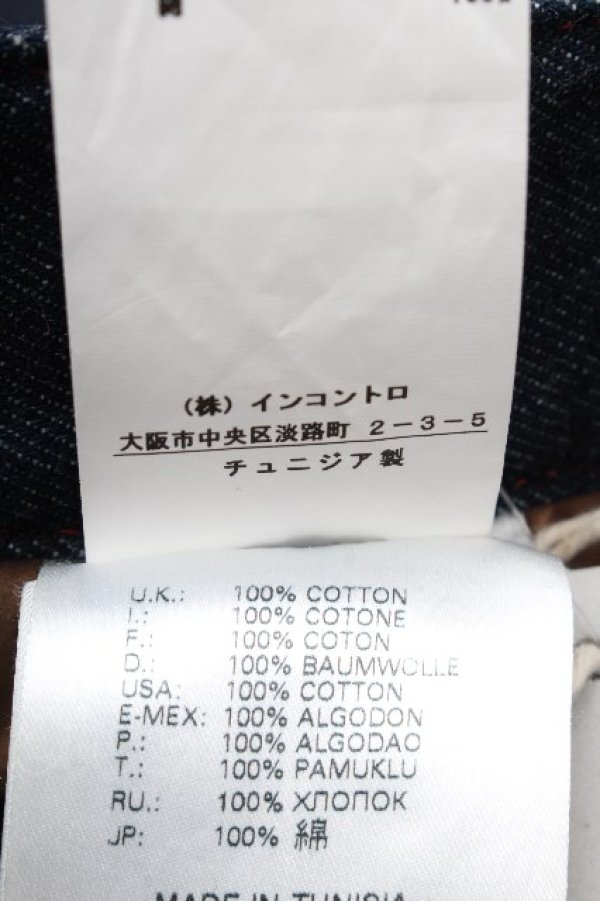 (株) インコントロ
大阪市中央区淡路町 2-3-5
チュニジア製
U.K.: 100% COTTON
I.: 100% COTONE
F.: 100% COTON
D.: 100% BAUMWOLLE
USA: 100% COTTON
E-MEX: 100% ALGODON
P.: 100% ALGODAO
T.: 100% PAMUKLU
RU.: 100% ХЛОПОК
JP: 100% 綿
MADE IN TUNISIA